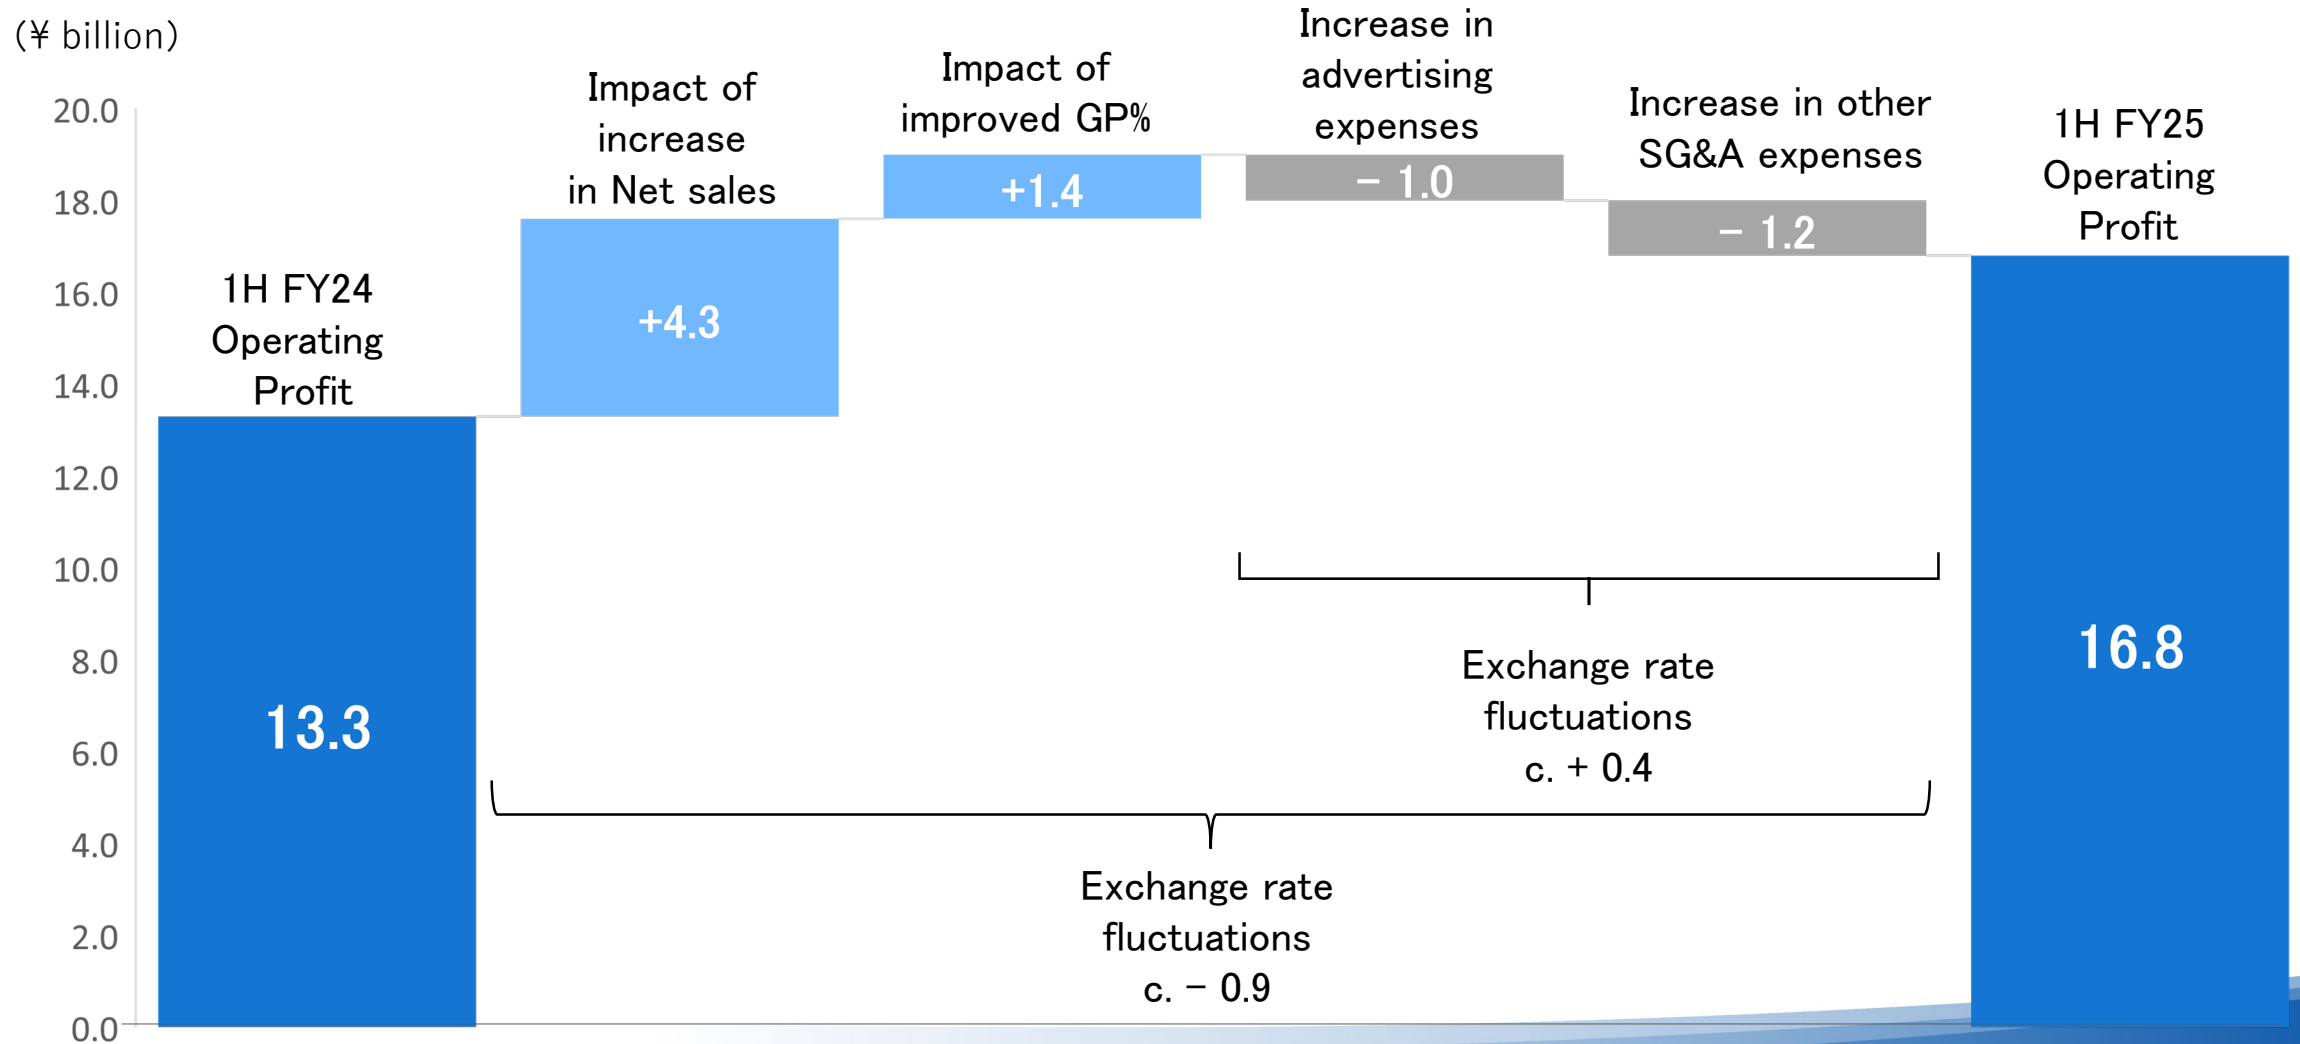 (¥ billion)
20.0
18.0
16.0
14.0
12.0
10.0
8.0
6.0
4.0
2.0
0.0
1H FY24
Operating
Profit
13.3
Impact of
increase
in Net sales
+4.3
Impact of
improved GP%
+1.4
Increase in
advertising
expenses
− 1.0
Increase in other
SG&A expenses
− 1.2
1H FY25
Operating
Profit
16.8
Exchange rate
fluctuations
c. + 0.4
Exchange rate
fluctuations
c. − 0.9